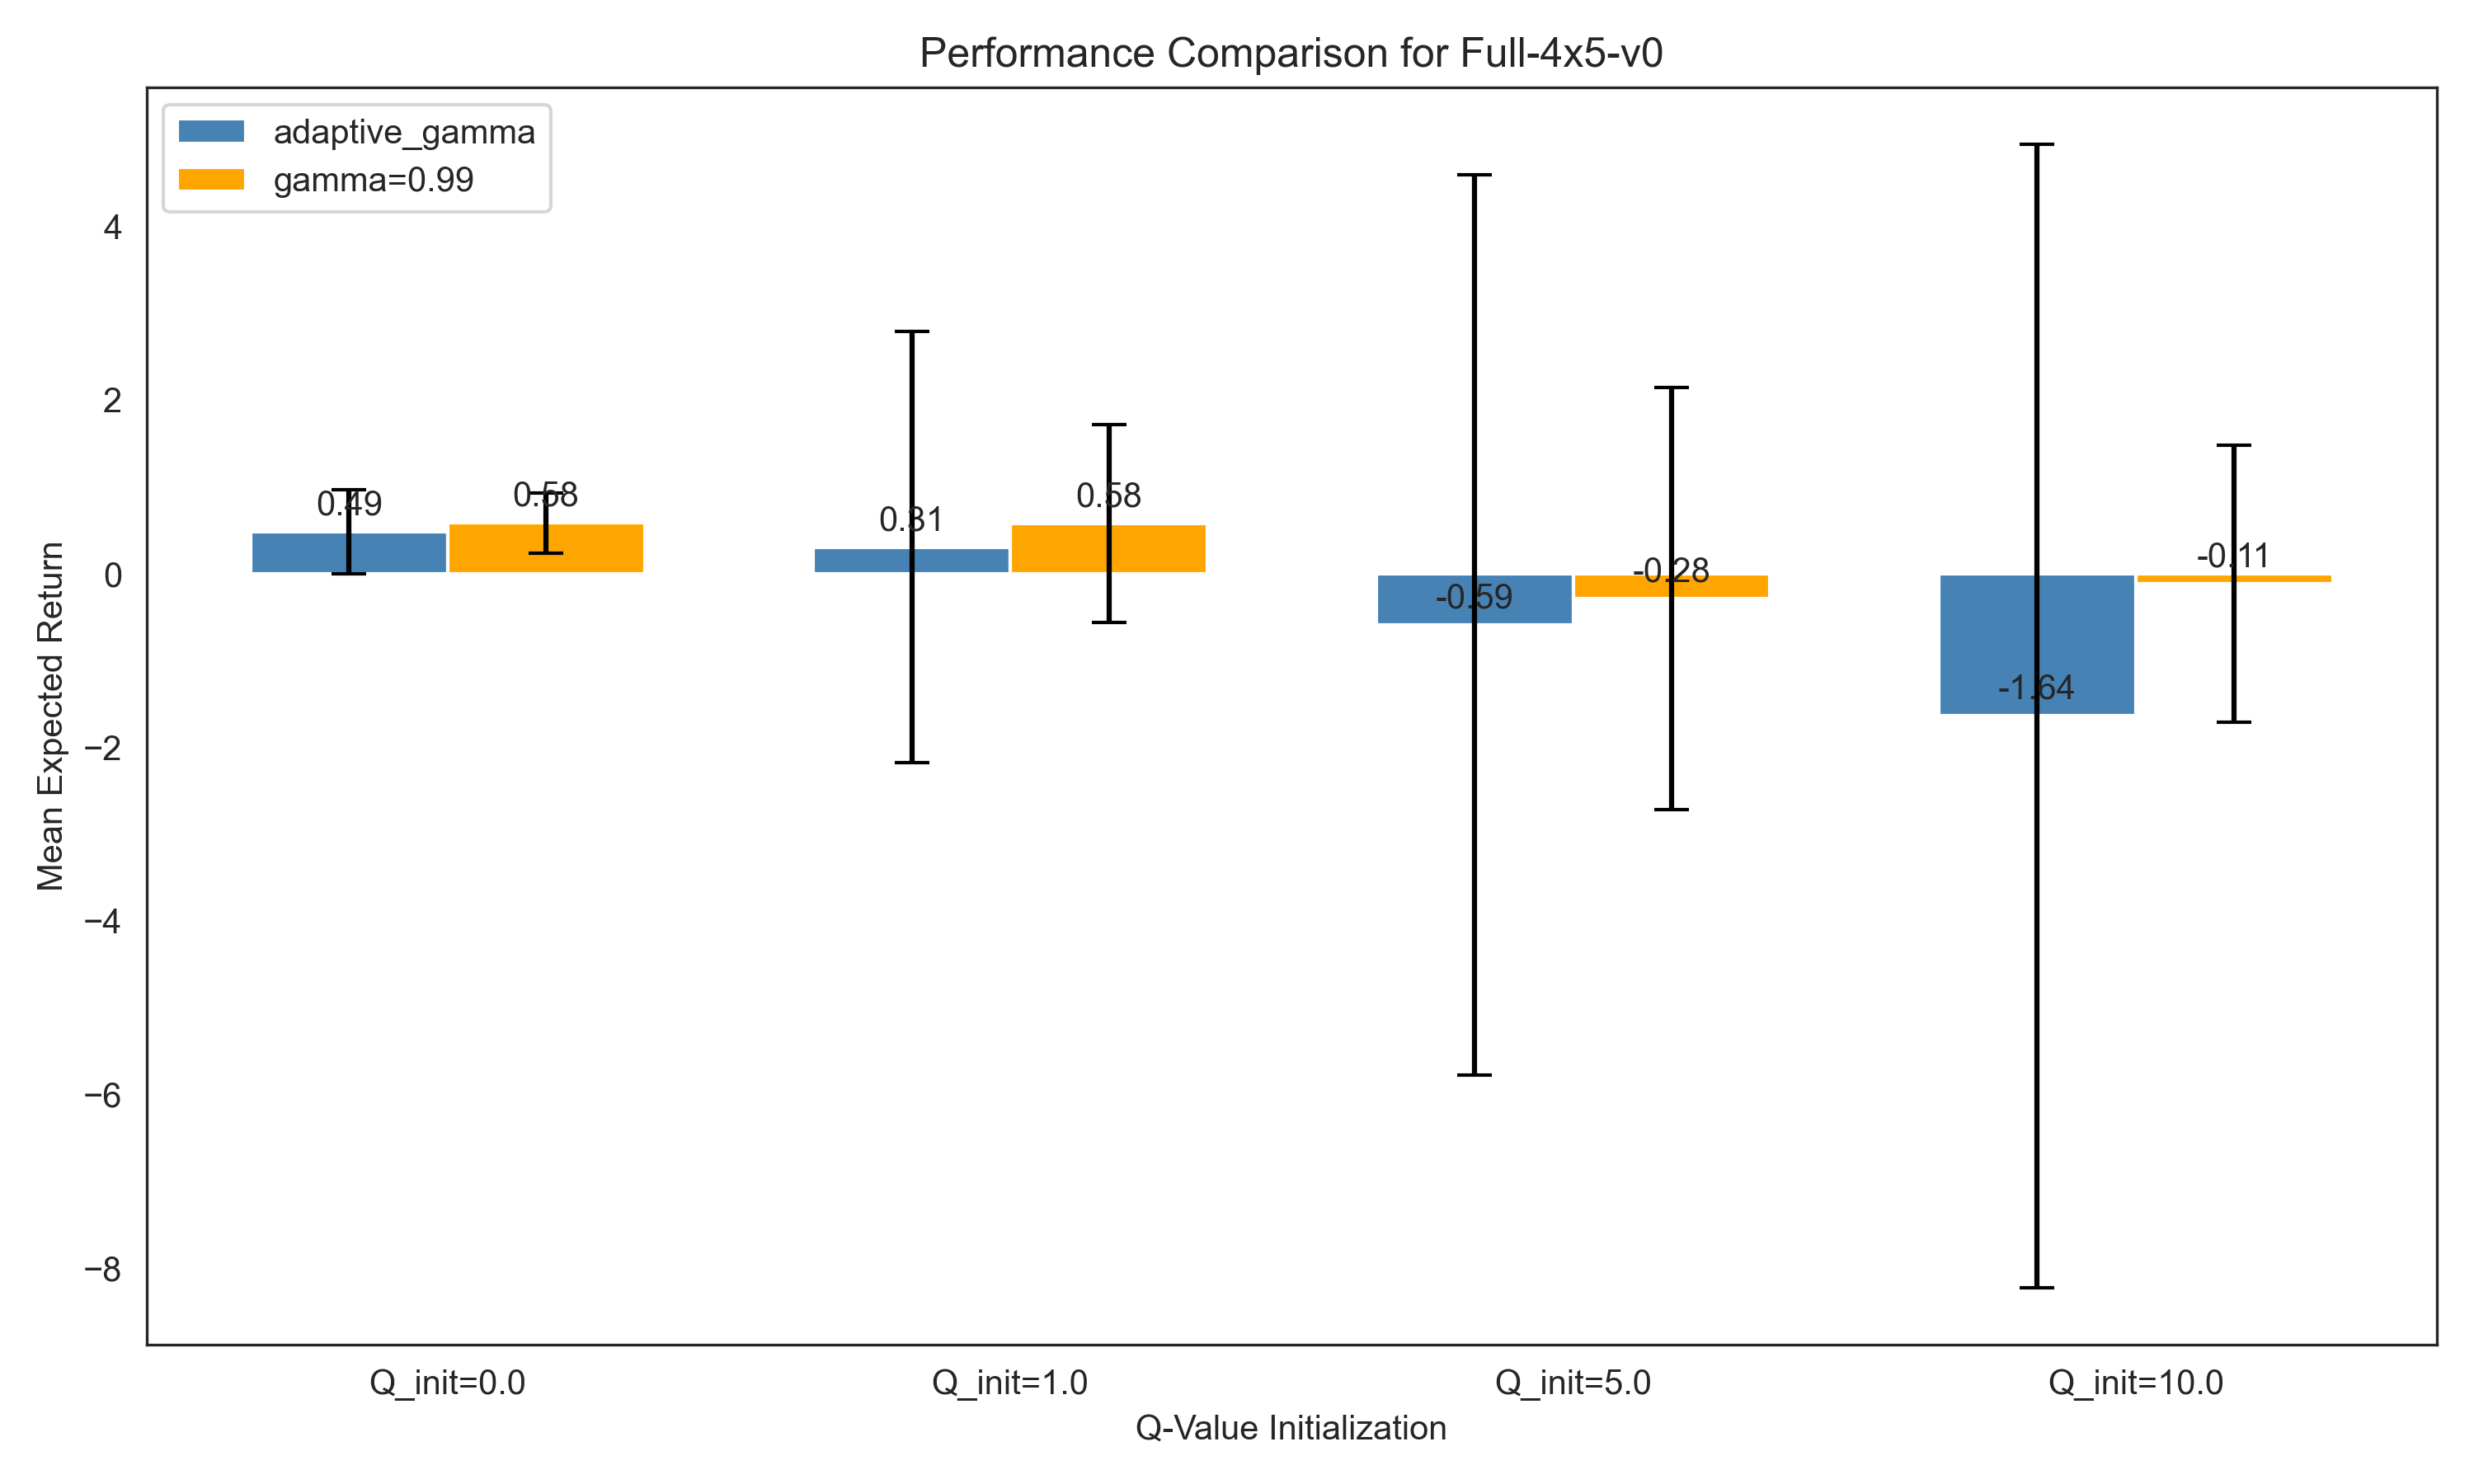 Performance Comparison for Full-4x5-v0
adaptive_gamma
gamma=0.99
Mean Expected Return
4
2
0
−2
−4
−6
−8
0.49
0.58
0.31
0.58
-0.59
-0.28
-1.64
-0.11
Q_init=0.0
Q_init=1.0
Q_init=5.0
Q_init=10.0
Q-Value Initialization